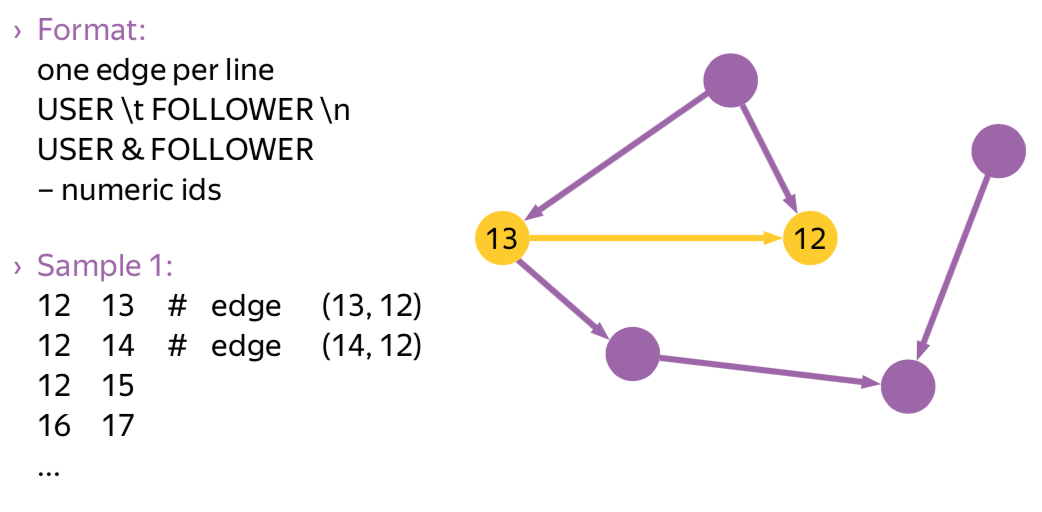 › Format:
one edge per line
USER \t FOLLOWER \n
USER & FOLLOWER
– numeric ids
› Sample 1:
12 13 # edge (13, 12)
12 14 # edge (14, 12)
12 15
16 17
...
13
12